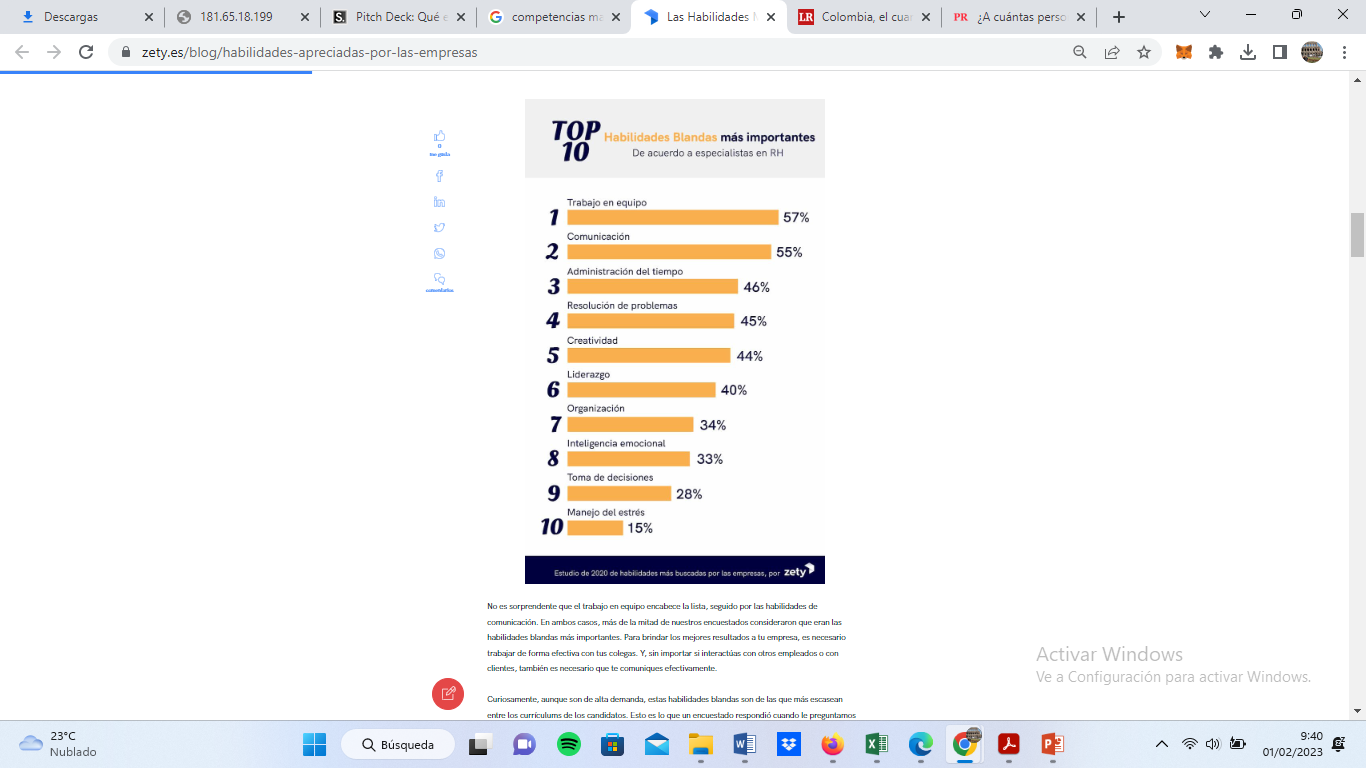 Descargas
181.65.18.199
Pitch Deck: Qué e
competencias ma
Las Habilidades M
Colombia, el cuar
¿A cuántas perso
zety.es/blog/habilidades-apreciadas-por-las-empresas
0
Me gusta
comentarios
TOP
10
Habilidades Blandas más importantes
De acuerdo a especialistas en RH
Trabajo en equipo
1 57%
Comunicación
2 55%
Administración del tiempo
3 46%
Resolución de problemas
4 45%
Creatividad
5 44%
Liderazgo
6 40%
Organización
7 34%
Inteligencia emocional
8 33%
Toma de decisiones
9 28%
Manejo del estrés
10 15%
Estudio de 2020 de habilidades más buscadas por las empresas, por zety
No es sorprendente que el trabajo en equipo encabece la lista, seguido por las habilidades de
comunicación. En ambos casos, más de la mitad de nuestros encuestados consideraron que eran las
habilidades blandas más importantes. Para brindar los mejores resultados a tu empresa, es necesario
trabajar de forma efectiva con tus colegas. Y, sin importar si interactúas con otros empleados o con
clientes, también es necesario que te comuniques efectivamente.
Curiosamente, aunque son de alta demanda, estas habilidades blandas son de las que más escasean
entre los currículums de los candidatos. Esto es lo que un encuestado respondió cuando le preguntamos
Activar Windows
Ve a Configuración para activar Windows.
23°C
Nublado
Búsqueda
9:40
01/02/2023